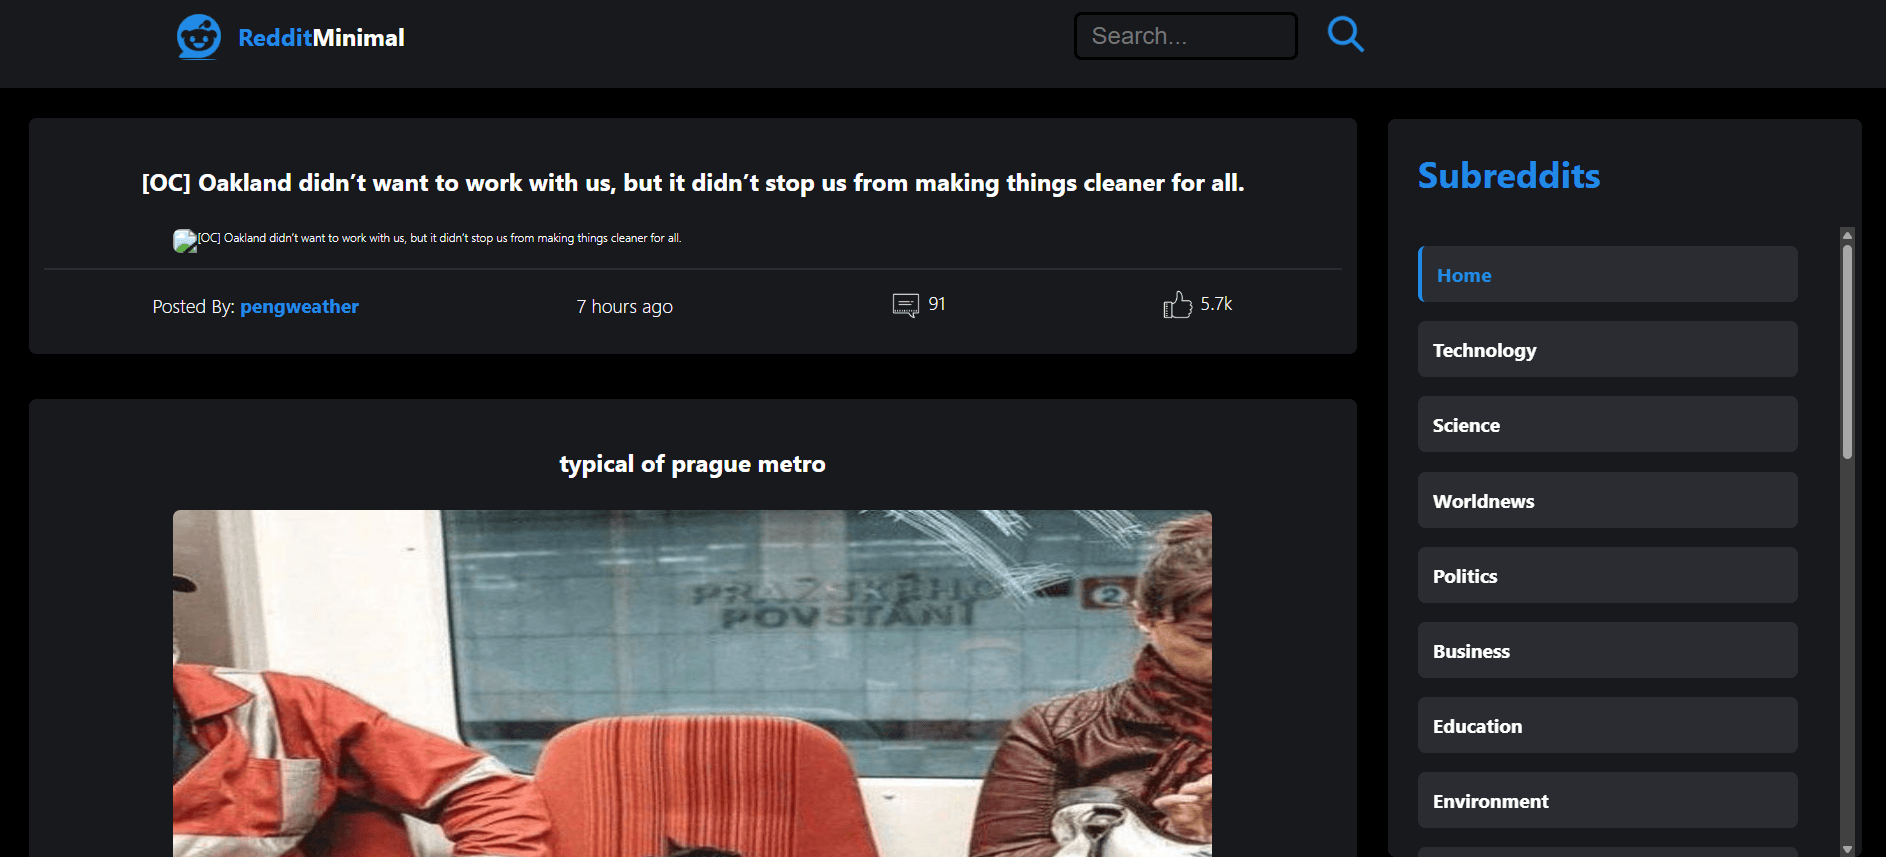 RedditMinimal
Search...
[OC] Oakland didn’t want to work with us, but it didn’t stop us from making things cleaner for all.
[OC] Oakland didn’t want to work with us, but it didn’t stop us from making things cleaner for all.
Posted By: pengweather
7 hours ago
91
5.7k
typical of prague metro
PRAŽSKÉHO
POVSTÁNÍ
2
Subreddits
Home
Technology
Science
Worldnews
Politics
Business
Education
Environment